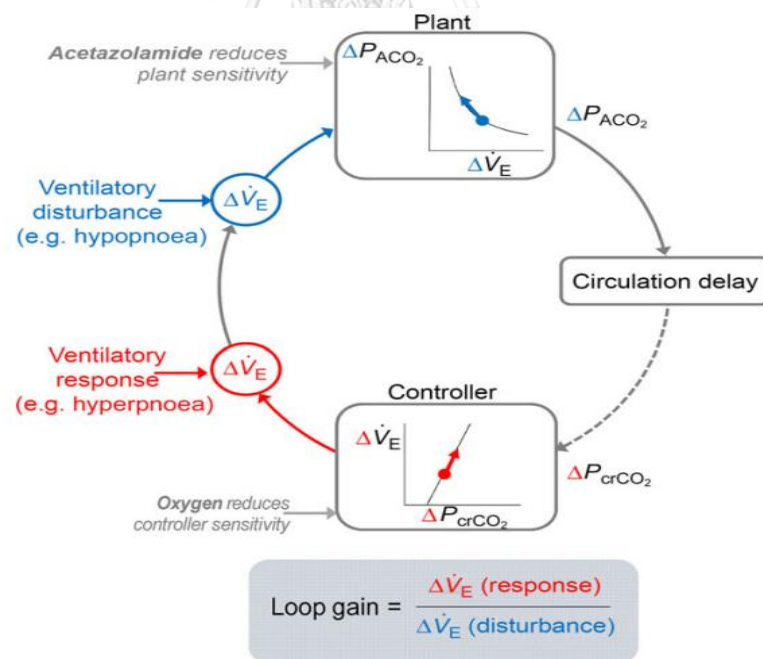 Plant
Acetazolamide reduces
plant sensitivity
ΔPACO₂
ΔV̇E
ΔPACO₂
Ventilatory
disturbance
(e.g. hypopnoea)
ΔV̇E
Circulation delay
Ventilatory
response
(e.g. hyperpnoea)
ΔV̇E
Controller
ΔV̇E
ΔPcrCO₂
ΔPcrCO₂
Oxygen reduces
controller sensitivity
Loop gain = ΔV̇E (response)
ΔV̇E (disturbance)